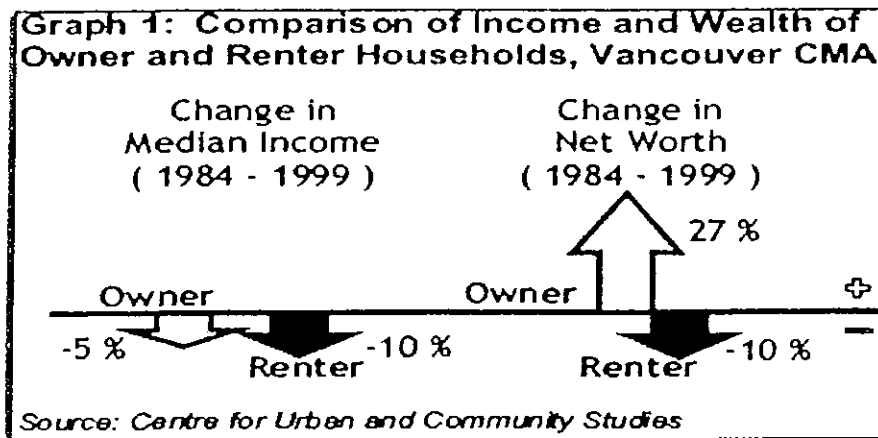 Graph 1: Comparison of Income and Wealth of
Owner and Renter Households, Vancouver CMA
Change in
Median Income
( 1984 - 1999 )
Change in
Net Worth
( 1984 - 1999 )
27 %
Owner
Owner
+
-5 %
Renter
-10 %
Renter
-10 %
−
Source: Centre for Urban and Community Studies